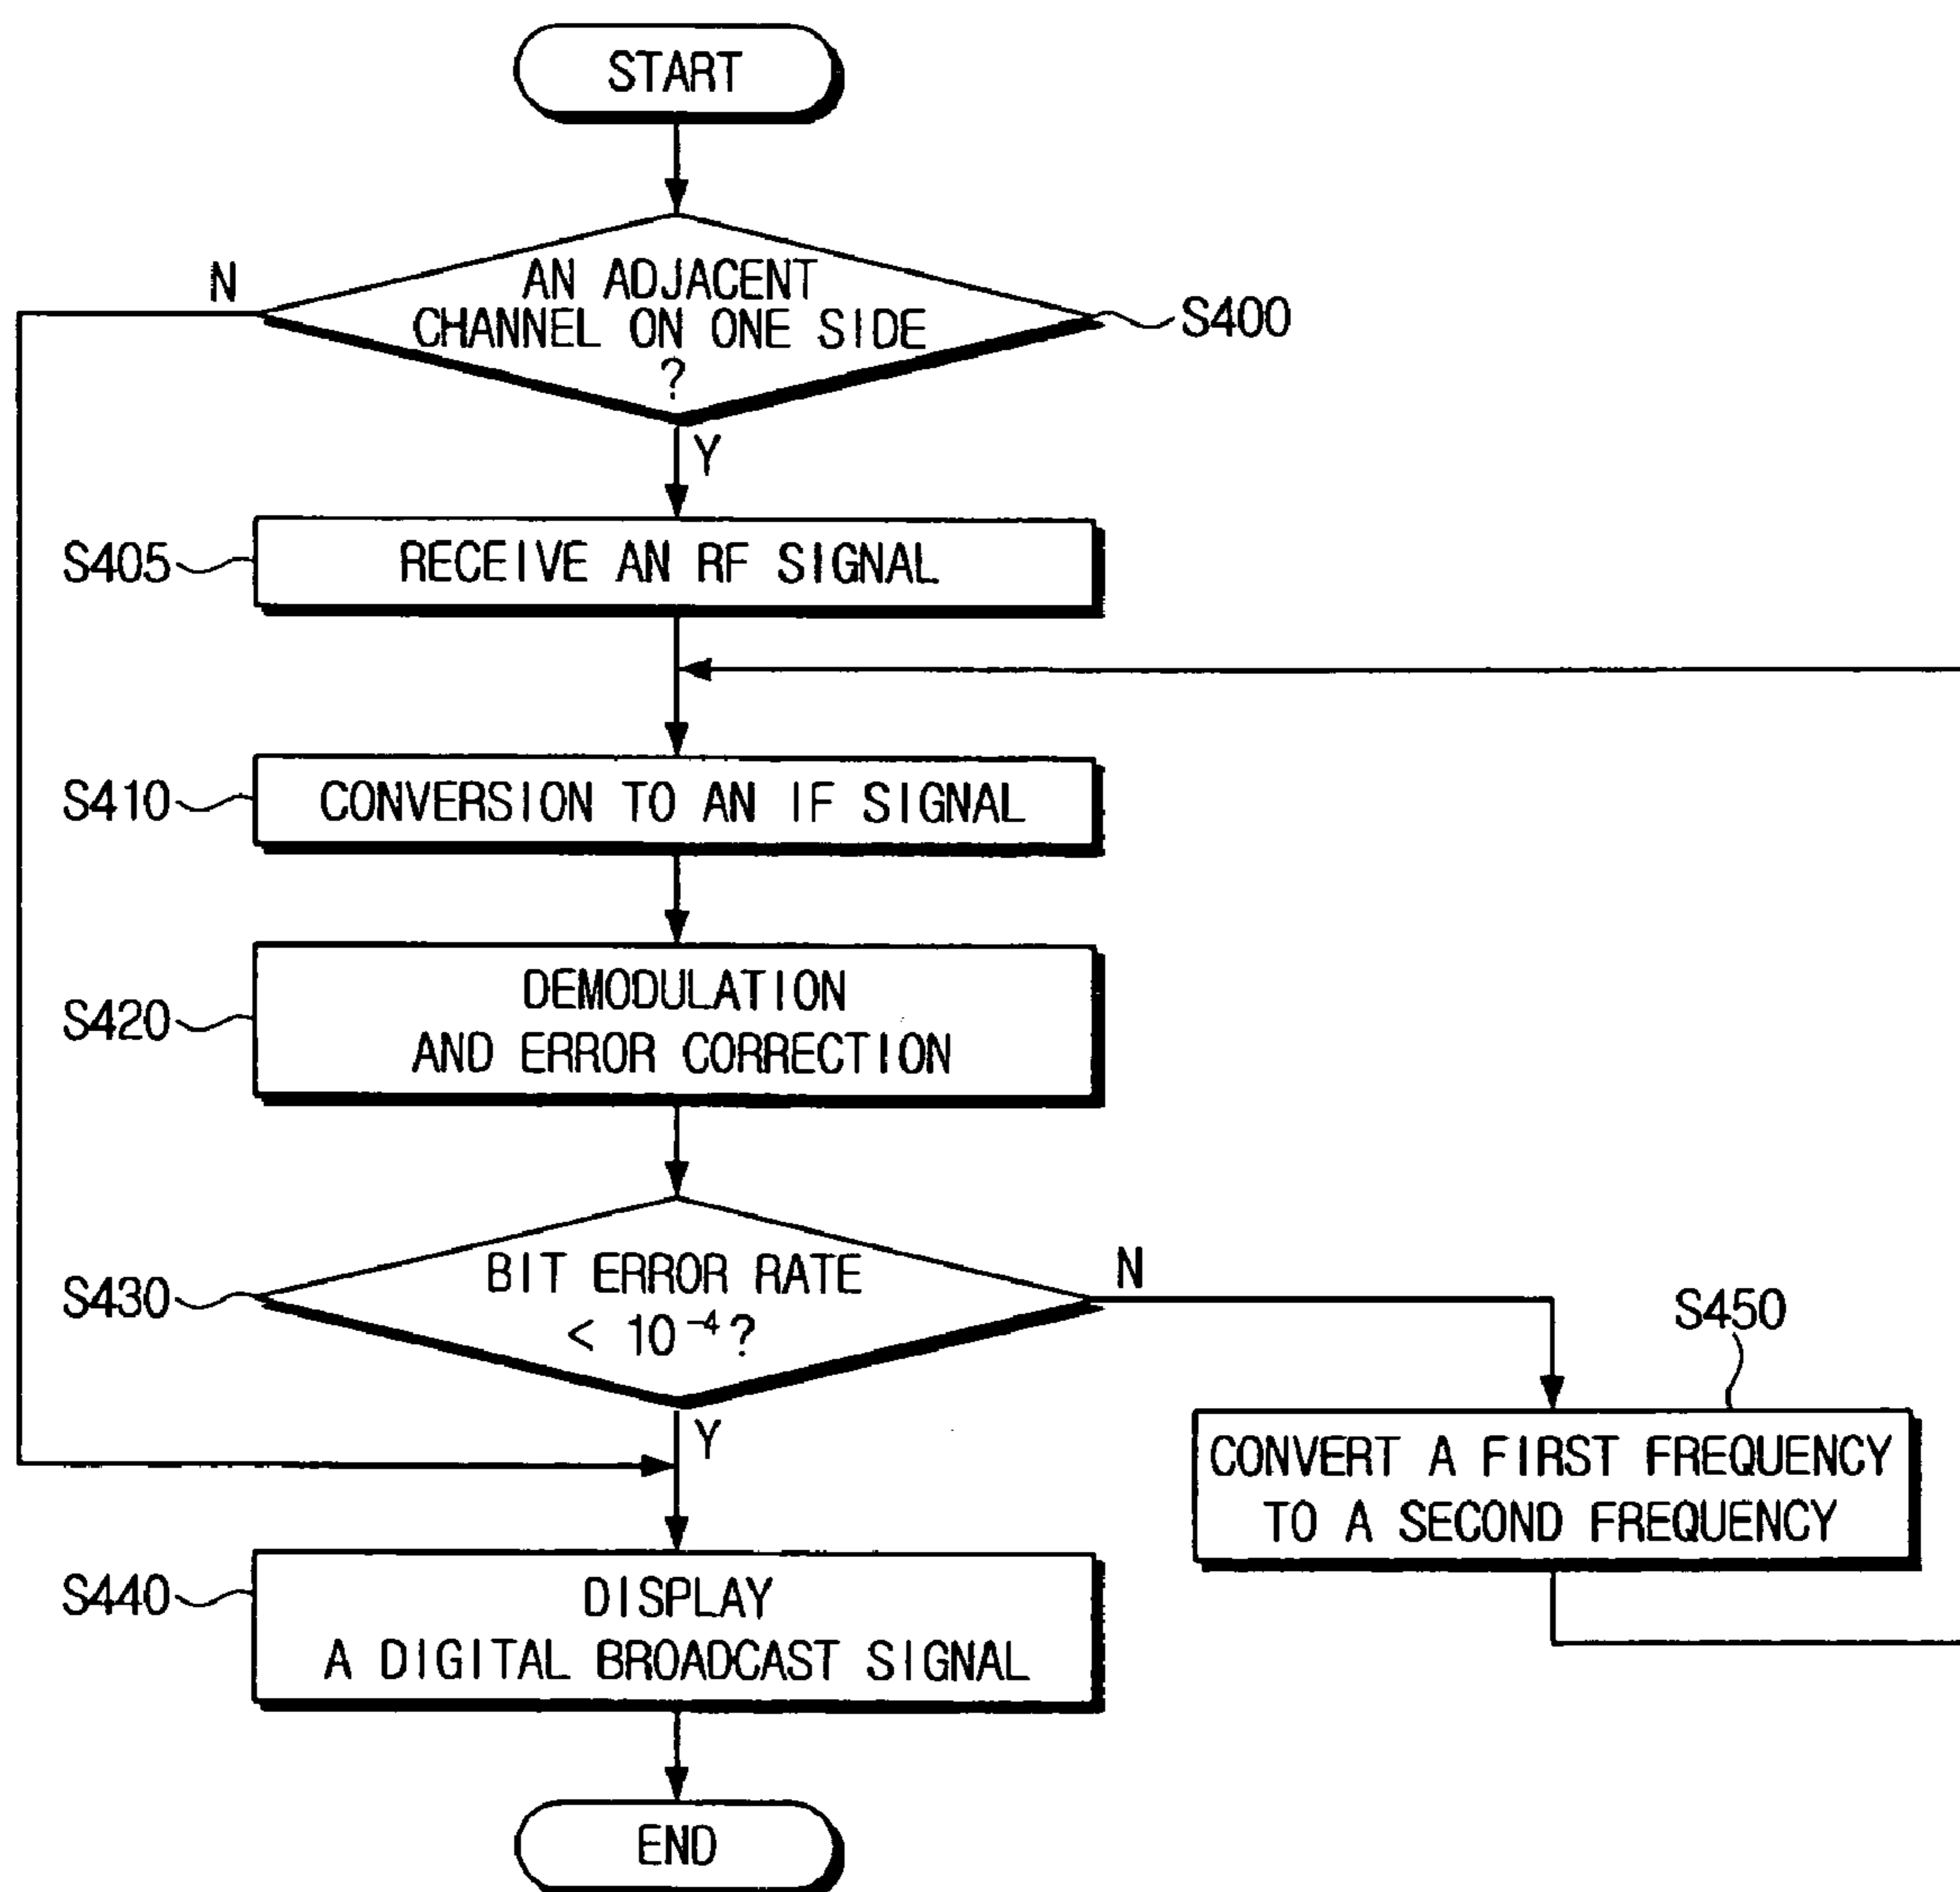 START
N
AN ADJACENT
CHANNEL ON ONE SIDE
?
S400
Y
S405
RECEIVE AN RF SIGNAL
S410
CONVERSION TO AN IF SIGNAL
S420
DEMODULATION
AND ERROR CORRECTION
S430
BIT ERROR RATE
< 10⁻⁴?
N
Y
S450
CONVERT A FIRST FREQUENCY
TO A SECOND FREQUENCY
S440
DISPLAY
A DIGITAL BROADCAST SIGNAL
END